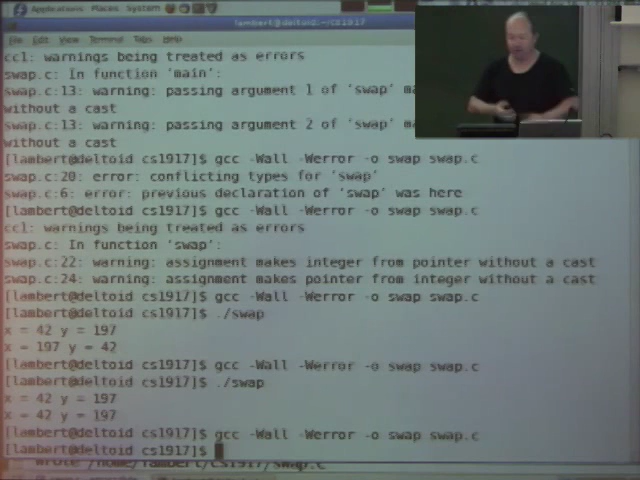 Applications Places System
lambert@deltoid:~/cs1917
File Edit View Terminal Tabs Help
cc1: warnings being treated as errors
swap.c: In function 'main':
swap.c:13: warning: passing argument 1 of 'swap' ma
without a cast
swap.c:13: warning: passing argument 2 of 'swap' ma
without a cast
[lambert@deltoid cs1917]$ gcc -Wall -Werror -o swap swap.c
swap.c:20: error: conflicting types for 'swap'
swap.c:6: error: previous declaration of 'swap' was here
[lambert@deltoid cs1917]$ gcc -Wall -Werror -o swap swap.c
cc1: warnings being treated as errors
swap.c: In function 'swap':
swap.c:22: warning: assignment makes integer from pointer without a cast
swap.c:24: warning: assignment makes pointer from integer without a cast
[lambert@deltoid cs1917]$ gcc -Wall -Werror -o swap swap.c
[lambert@deltoid cs1917]$ ./swap
x = 42 y = 197
x = 197 y = 42
[lambert@deltoid cs1917]$ gcc -Wall -Werror -o swap swap.c
[lambert@deltoid cs1917]$ ./swap
x = 42 y = 197
x = 42 y = 197
[lambert@deltoid cs1917]$ gcc -Wall -Werror -o swap swap.c
[lambert@deltoid cs1917]$
Wrote /home/lambert/cs1917/swap.c